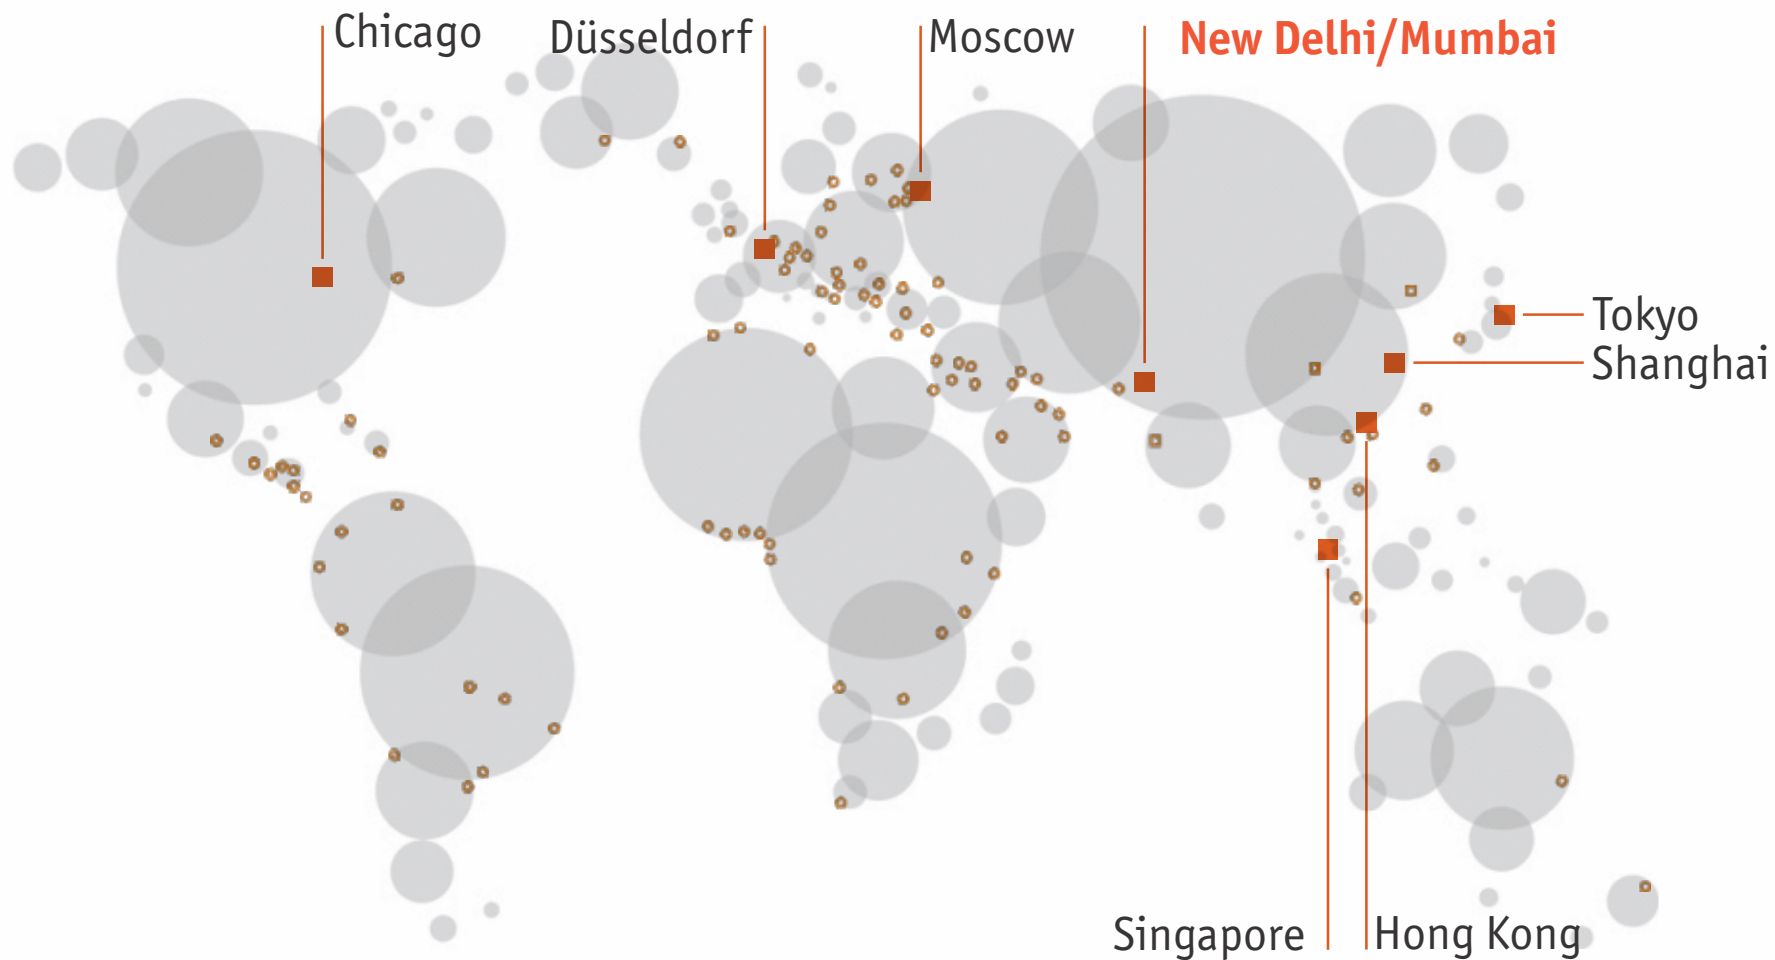 Chicago
Düsseldorf
Moscow
New Delhi/Mumbai
Tokyo
Shanghai
Singapore
Hong Kong